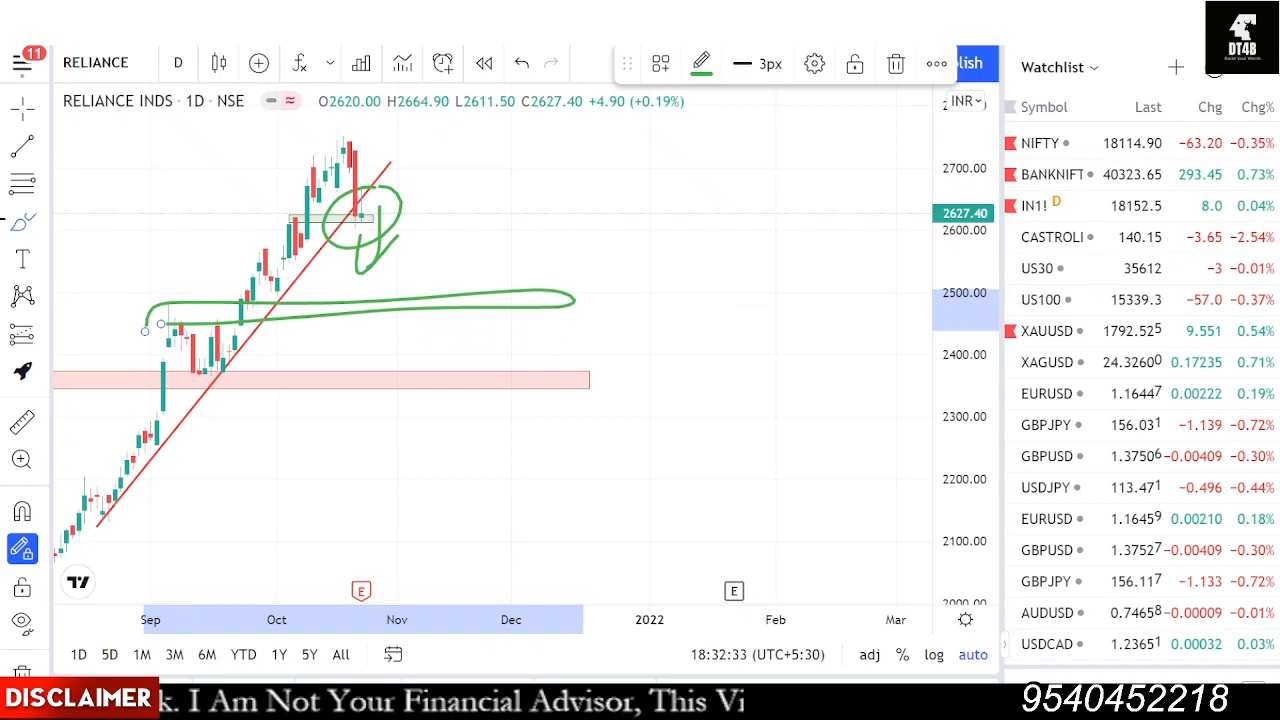 11
RELIANCE
D
3px
lish
DT4B
Build Your Worth.
RELIANCE INDS · 1D · NSE
O2620.00 H2664.90 L2611.50 C2627.40 +4.90 (+0.19%)
INR
2700.00
2627.40
2600.00
2500.00
2400.00
2300.00
2200.00
2100.00
2000.00
E
E
Sep Oct Nov Dec 2022 Feb Mar
1D 5D 1M 3M 6M YTD 1Y 5Y All
18:32:33 (UTC+5:30)
adj % log auto
Watchlist
Symbol Last Chg Chg%
NIFTY 18114.90 −63.20 −0.35%
BANKNIFT 40323.65 293.45 0.73%
IN1! D 18152.5 8.0 0.04%
CASTROLI 140.15 −3.65 −2.54%
US30 35612 −3 −0.01%
US100 15339.3 −57.0 −0.37%
XAUUSD 1792.525 9.551 0.54%
XAGUSD 24.32600 0.17235 0.71%
EURUSD 1.16447 0.00222 0.19%
GBPJPY 156.031 −1.139 −0.72%
GBPUSD 1.37506 −0.00409 −0.30%
USDJPY 113.471 −0.496 −0.44%
EURUSD 1.16459 0.00210 0.18%
GBPUSD 1.37527 −0.00409 −0.30%
GBPJPY 156.117 −1.133 −0.72%
AUDUSD 0.74658 −0.00009 −0.01%
USDCAD 1.23651 0.00032 0.03%
DISCLAIMER
k. I Am Not Your Financial Advisor, This Vi
9540452218